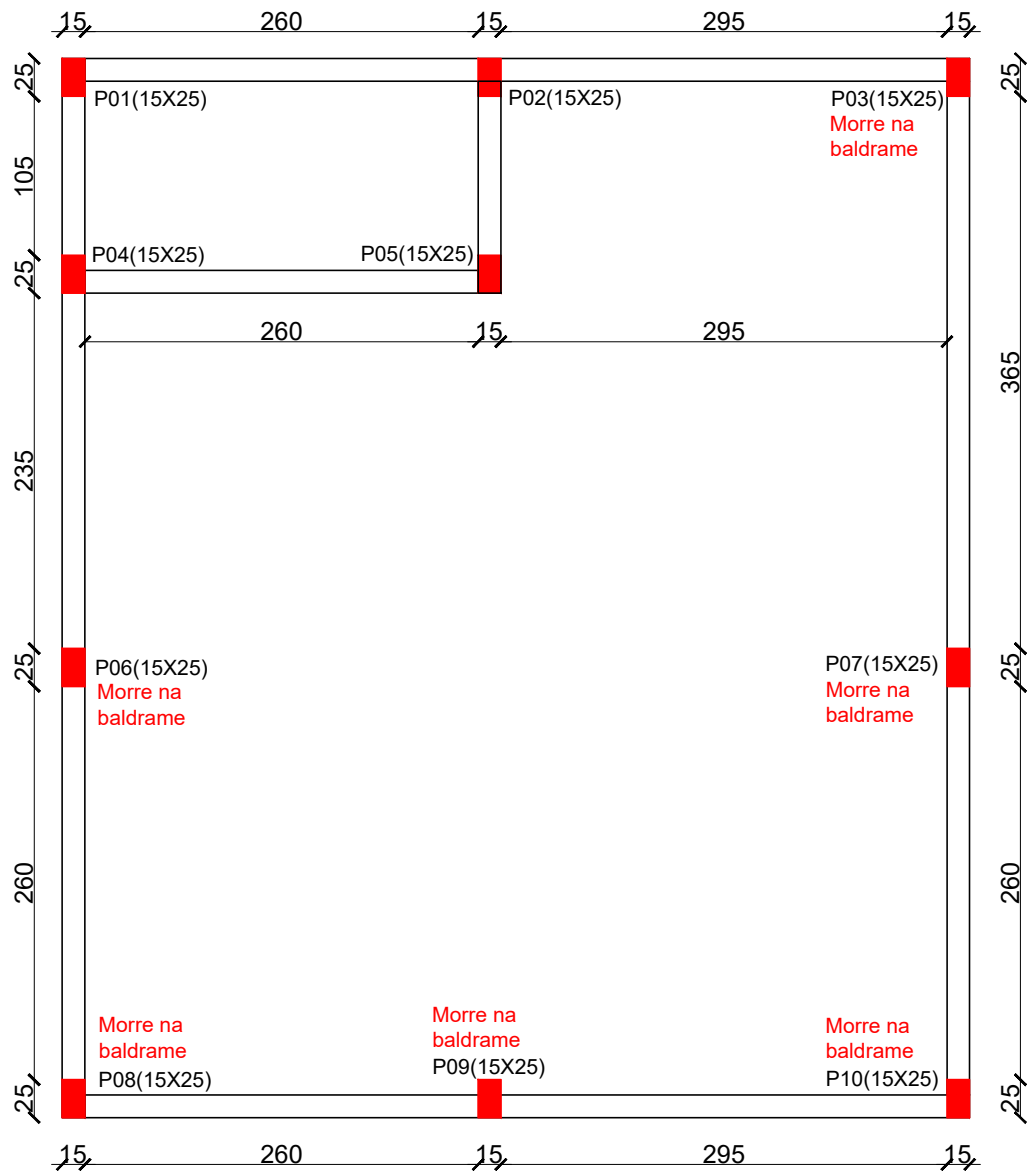 15 260 15 295 15
25
25
P01(15X25)
P02(15X25)
P03(15X25)
Morre na
baldrame
105
P04(15X25)
P05(15X25)
25
260 15 295
365
235
25
25
P06(15X25)
Morre na
baldrame
P07(15X25)
Morre na
baldrame
260
260
Morre na
baldrame
P08(15X25)
Morre na
baldrame
P09(15X25)
Morre na
baldrame
P10(15X25)
25
25
15 260 15 295 15